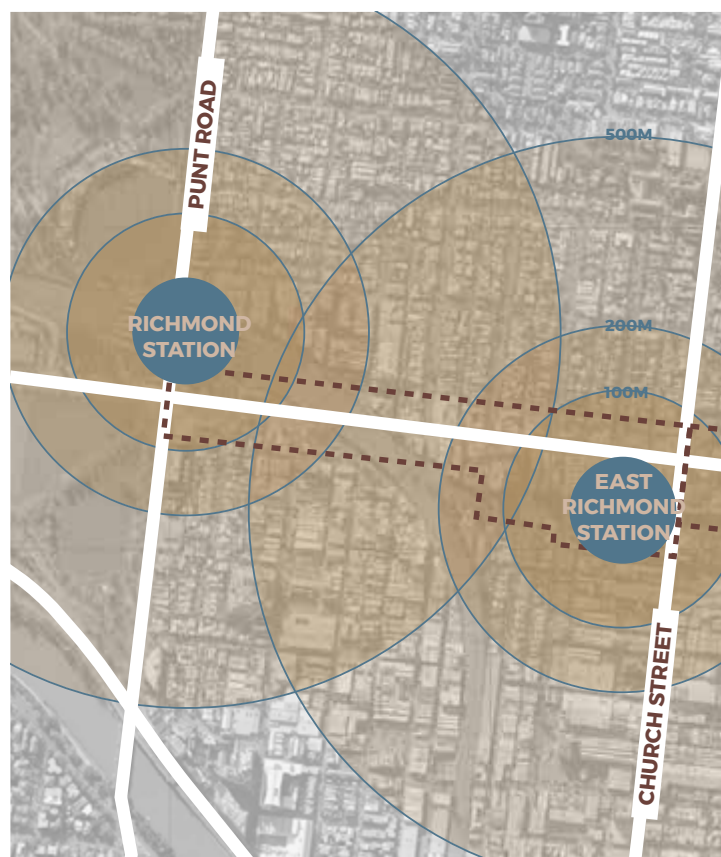 PUNT ROAD
500M
RICHMOND
STATION
200M
100M
EAST
RICHMOND
STATION
CHURCH STREET